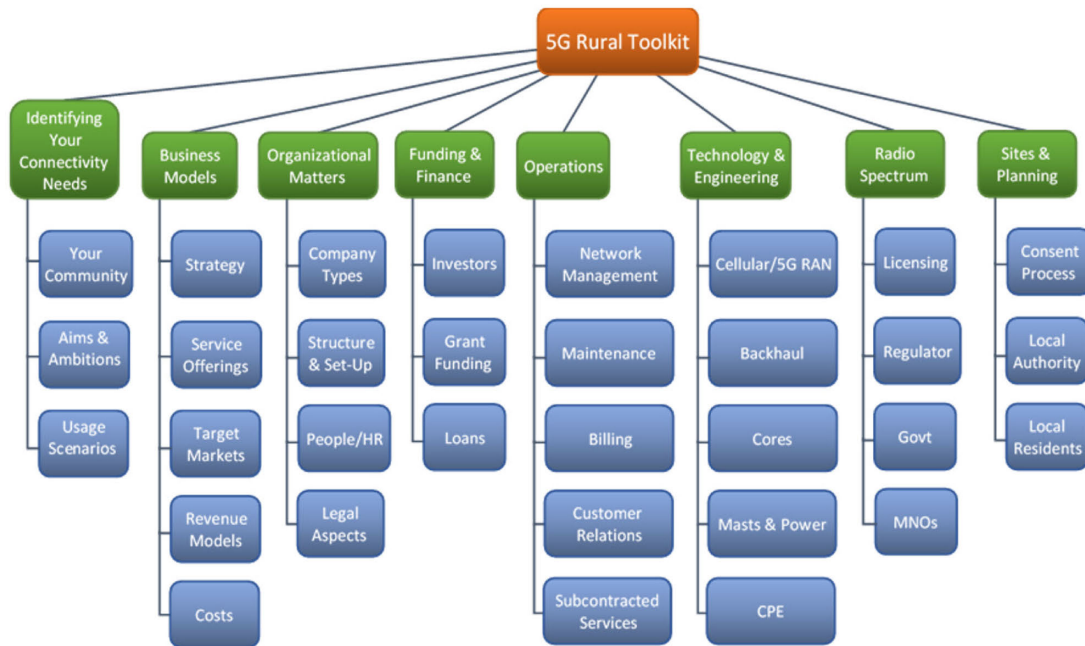 5G Rural Toolkit
Identifying
Your
Connectivity
Needs
Your
Community
Aims &
Ambitions
Usage
Scenarios
Business
Models
Strategy
Service
Offerings
Target
Markets
Revenue
Models
Costs
Organizational
Matters
Company
Types
Structure
& Set-Up
People/HR
Legal
Aspects
Funding &
Finance
Investors
Grant
Funding
Loans
Operations
Network
Management
Maintenance
Billing
Customer
Relations
Subcontracted
Services
Technology &
Engineering
Cellular/5G RAN
Backhaul
Cores
Masts & Power
CPE
Radio
Spectrum
Licensing
Regulator
Govt
MNOs
Sites &
Planning
Consent
Process
Local
Authority
Local
Residents